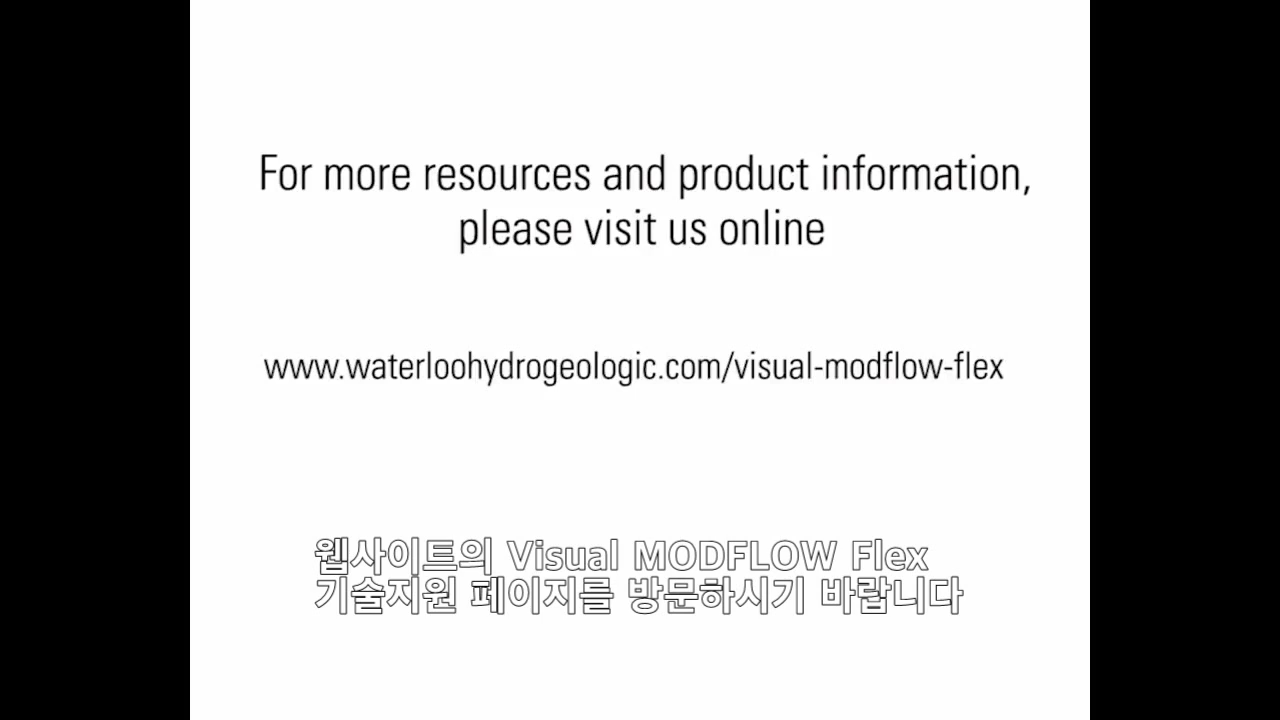 For more resources and product information,
please visit us online
www.waterloohydrogeologic.com/visual-modflow-flex
웹사이트의 Visual MODFLOW Flex
기술지원 페이지를 방문하시기 바랍니다